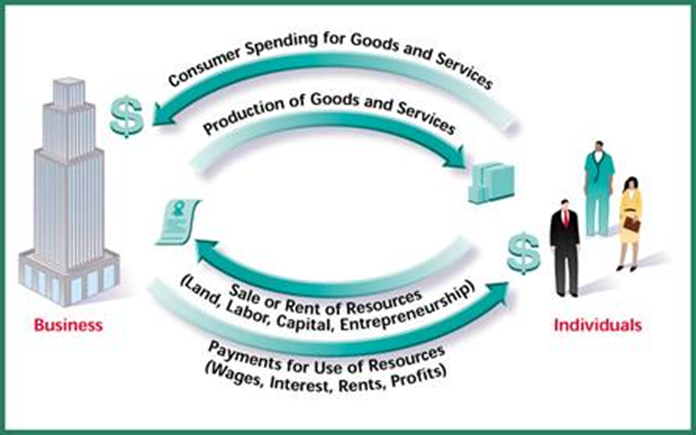 Consumer Spending for Goods and Services
$
Production of Goods and Services
$
Sale or Rent of Resources
(Land, Labor, Capital, Entrepreneurship)
Business
Individuals
Payments for Use of Resources
(Wages, Interest, Rents, Profits)